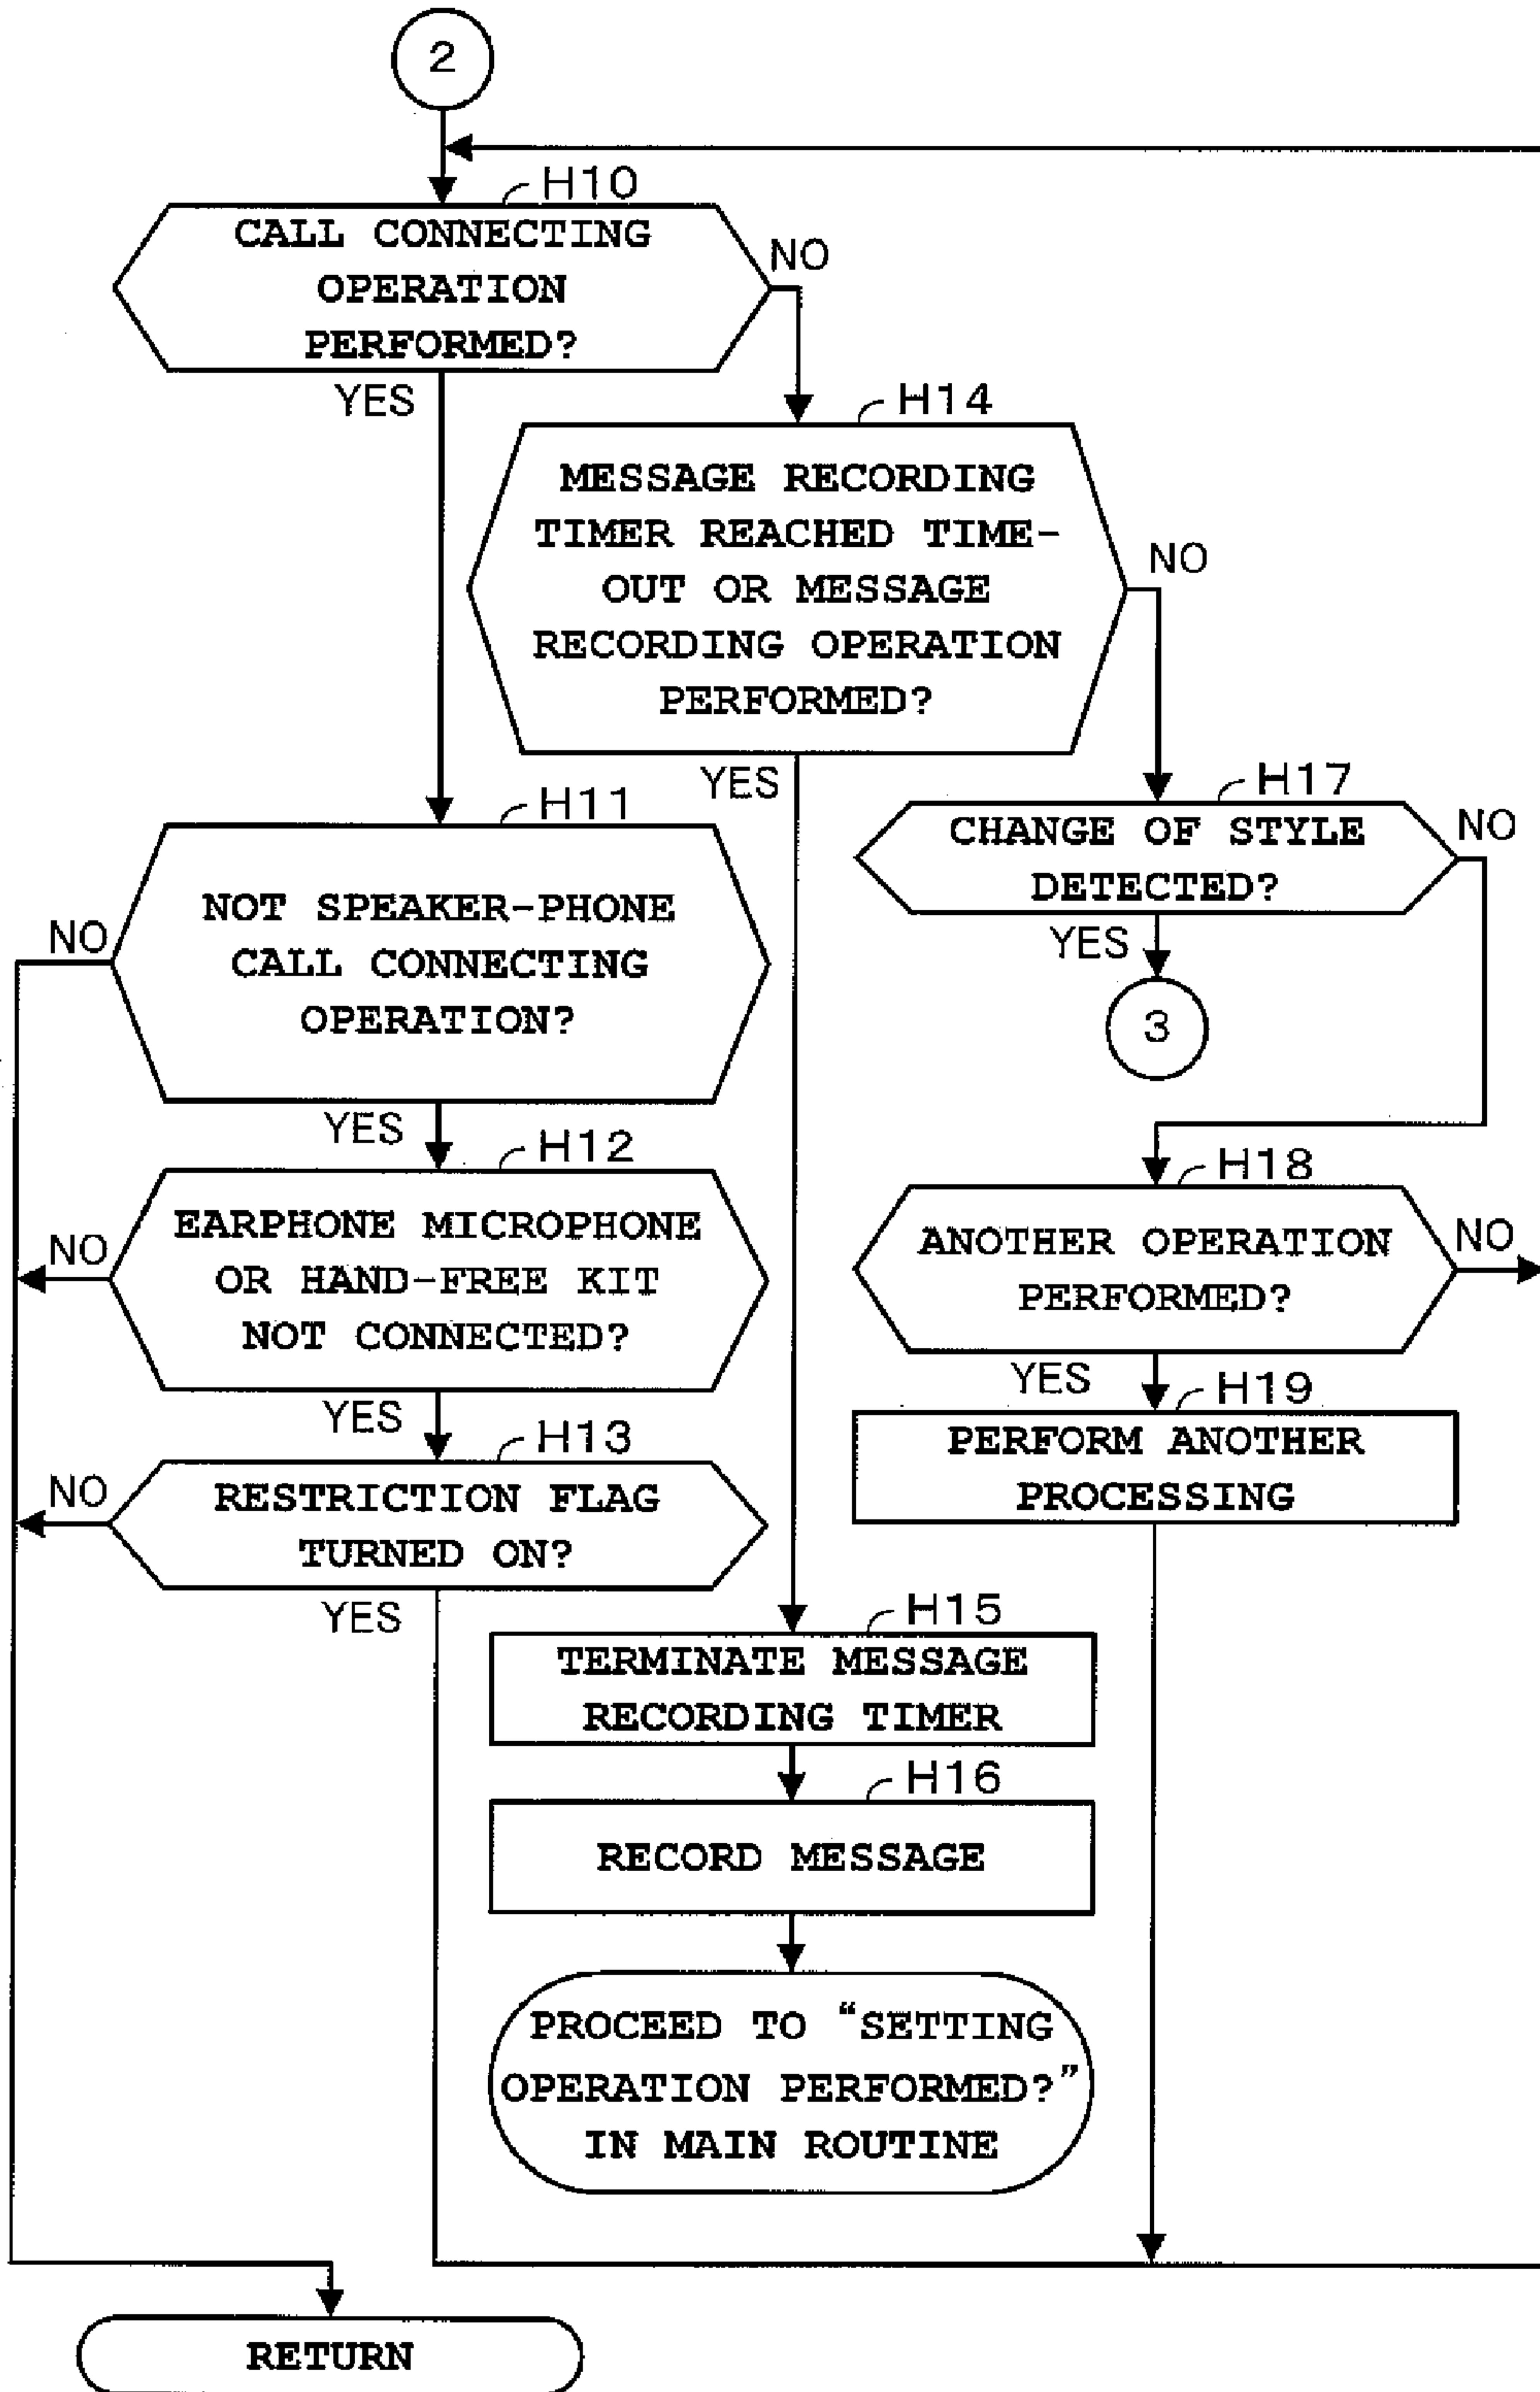 2
H10
CALL CONNECTING
OPERATION
PERFORMED?
NO
YES
H14
MESSAGE RECORDING
TIMER REACHED TIME-
OUT OR MESSAGE
RECORDING OPERATION
PERFORMED?
NO
YES
H17
CHANGE OF STYLE
DETECTED?
NO
YES
3
H11
NOT SPEAKER-PHONE
CALL CONNECTING
OPERATION?
NO
YES
H12
EARPHONE MICROPHONE
OR HAND-FREE KIT
NOT CONNECTED?
NO
YES
H18
ANOTHER OPERATION
PERFORMED?
NO
YES
H19
PERFORM ANOTHER
PROCESSING
H13
RESTRICTION FLAG
TURNED ON?
NO
YES
H15
TERMINATE MESSAGE
RECORDING TIMER
H16
RECORD MESSAGE
PROCEED TO “SETTING
OPERATION PERFORMED?”
IN MAIN ROUTINE
RETURN